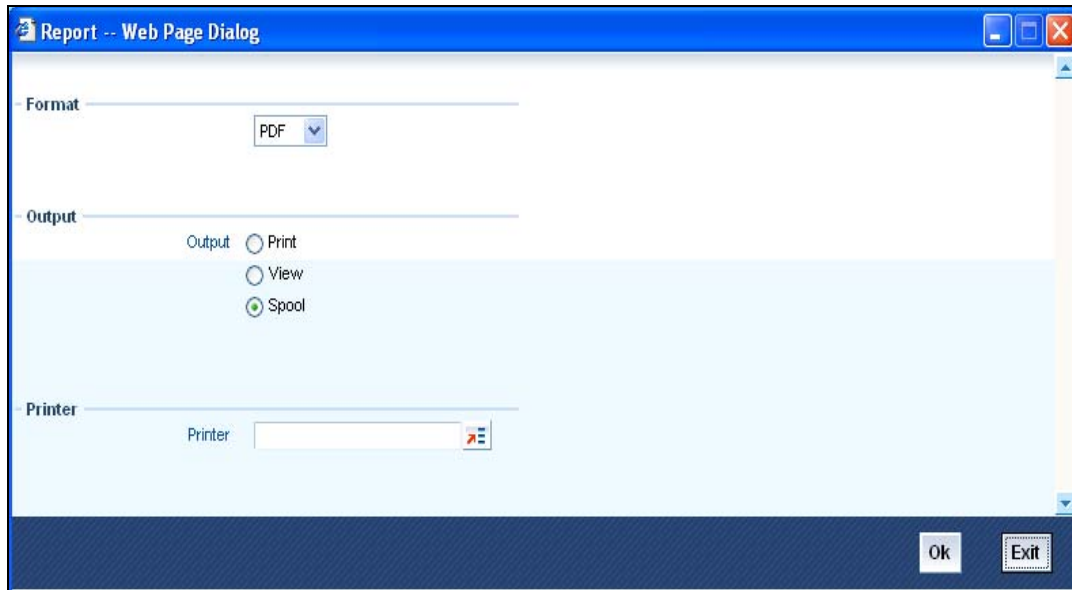 Report -- Web Page Dialog
Format
PDF
Output
Output Print
View
Spool
Printer
Printer
Ok Exit